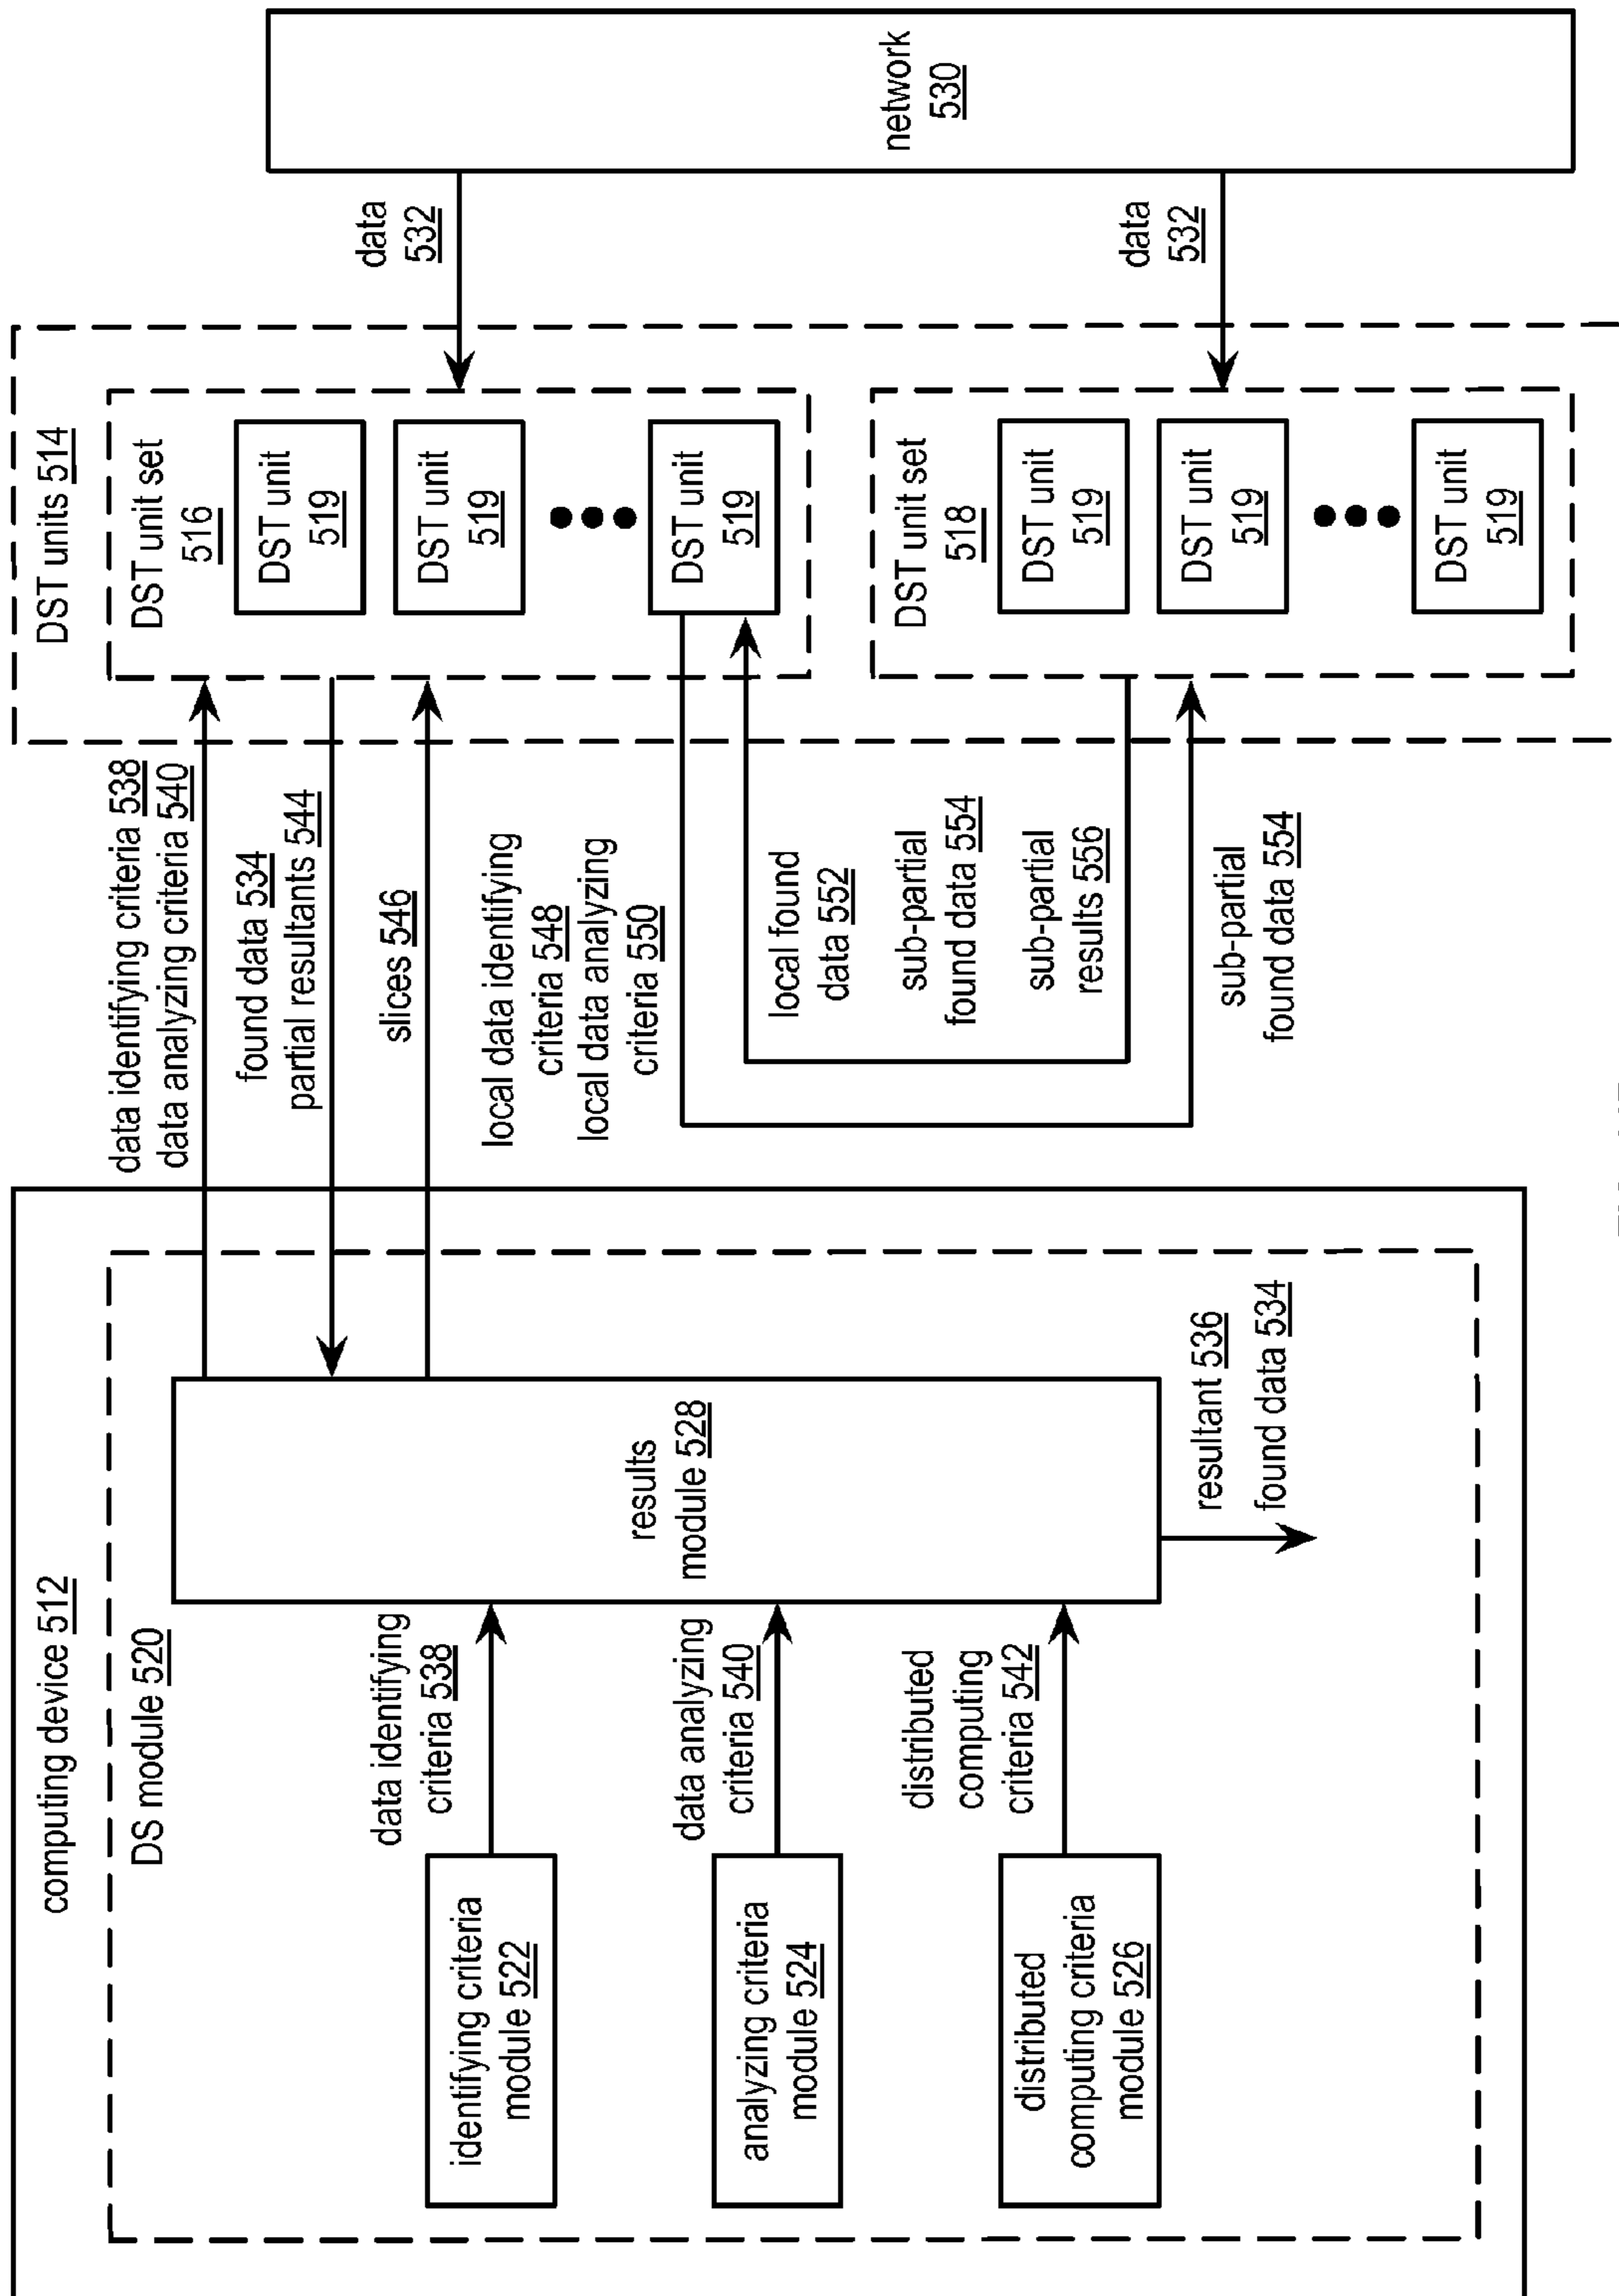 computing device 512
DS module 520
identifying criteria
module 522
data identifying
criteria 538
analyzing criteria
module 524
data analyzing
criteria 540
distributed
computing criteria
module 526
distributed
computing
criteria 542
results
module 528
resultant 536
found data 534
data identifying criteria 538
data analyzing criteria 540
found data 534
partial resultants 544
slices 546
local data identifying
criteria 548
local data analyzing
criteria 550
local found
data 552
sub-partial
found data 554
sub-partial
results 556
sub-partial
found data 554
DST units 514
DST unit set
516
DST unit
519
DST unit
519
DST unit
519
DST unit set
518
DST unit
519
DST unit
519
DST unit
519
data
532
data
532
network
530